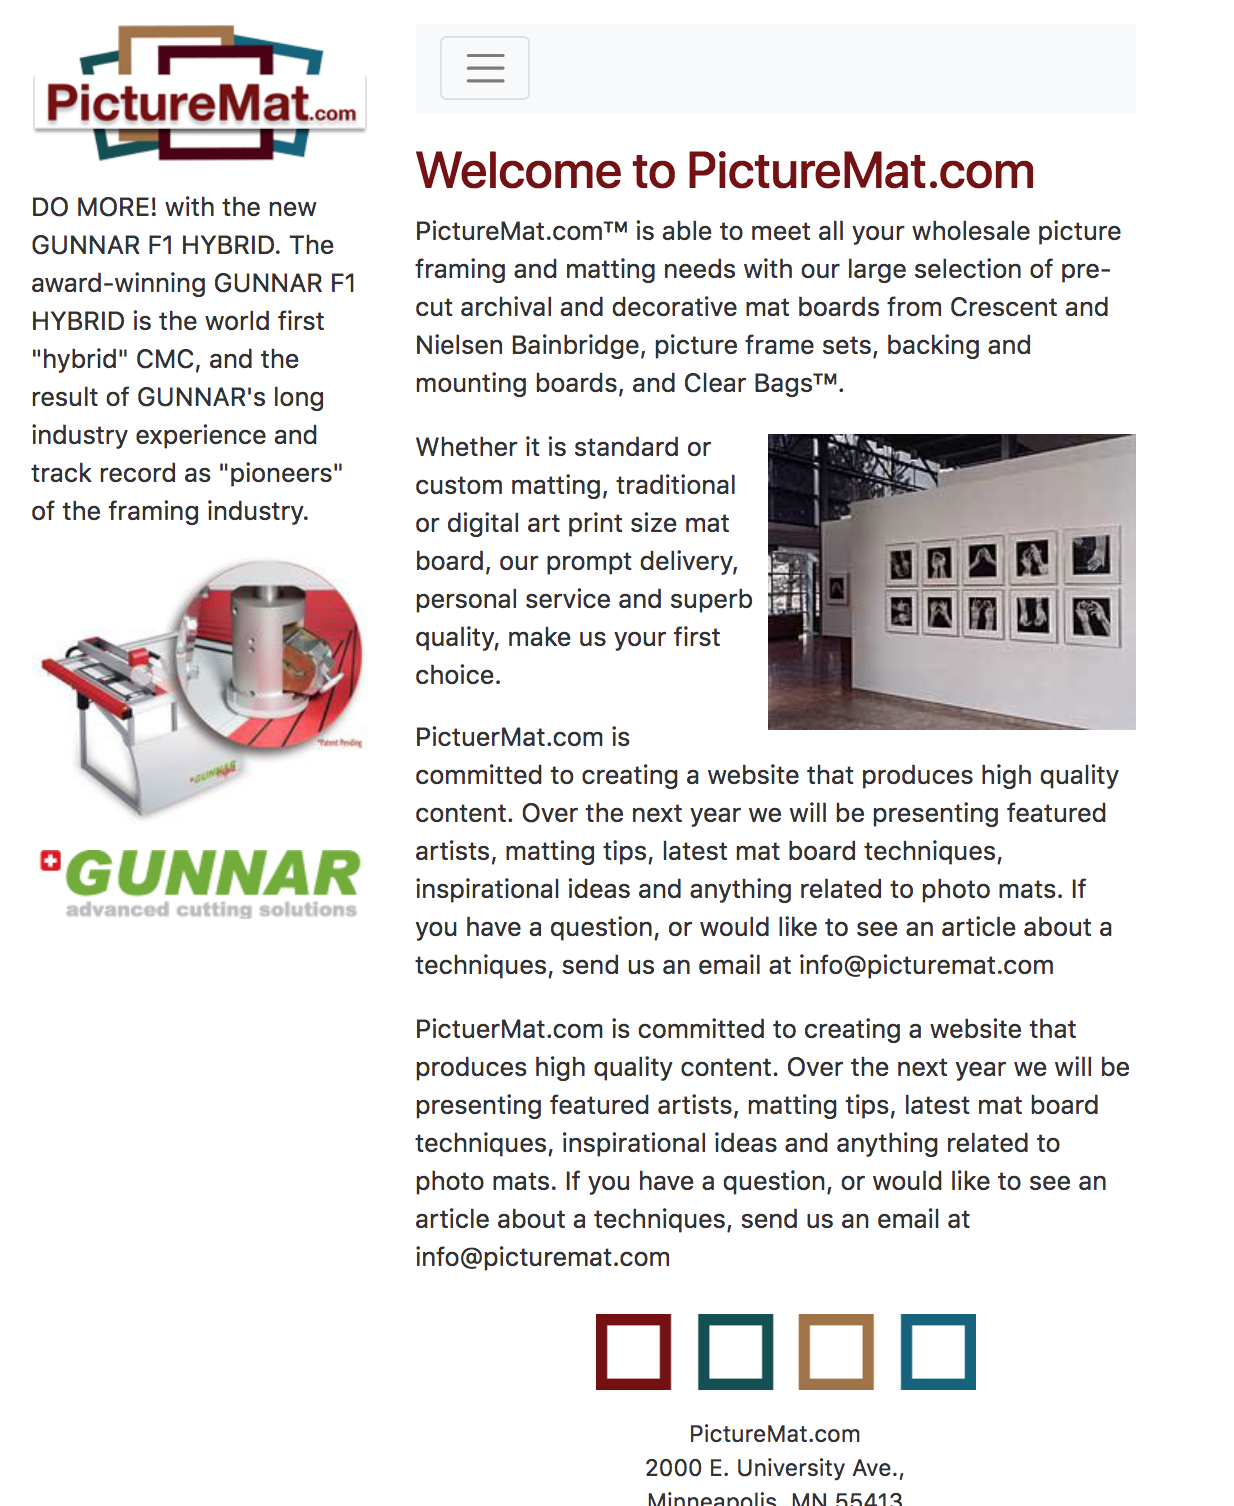 PictureMat.com
DO MORE! with the new
GUNNAR F1 HYBRID. The
award-winning GUNNAR F1
HYBRID is the world first
"hybrid" CMC, and the
result of GUNNAR's long
industry experience and
track record as "pioneers"
of the framing industry.
*Patent Pending
GUNNAR
GUNNAR
advanced cutting solutions
Welcome to PictureMat.com
PictureMat.com™ is able to meet all your wholesale picture
framing and matting needs with our large selection of pre-
cut archival and decorative mat boards from Crescent and
Nielsen Bainbridge, picture frame sets, backing and
mounting boards, and Clear Bags™.
Whether it is standard or
custom matting, traditional
or digital art print size mat
board, our prompt delivery,
personal service and superb
quality, make us your first
choice.
PictuerMat.com is
committed to creating a website that produces high quality
content. Over the next year we will be presenting featured
artists, matting tips, latest mat board techniques,
inspirational ideas and anything related to photo mats. If
you have a question, or would like to see an article about a
techniques, send us an email at info@picturemat.com
PictuerMat.com is committed to creating a website that
produces high quality content. Over the next year we will be
presenting featured artists, matting tips, latest mat board
techniques, inspirational ideas and anything related to
photo mats. If you have a question, or would like to see an
article about a techniques, send us an email at
info@picturemat.com
PictureMat.com
2000 E. University Ave.,
Minneapolis, MN 55413